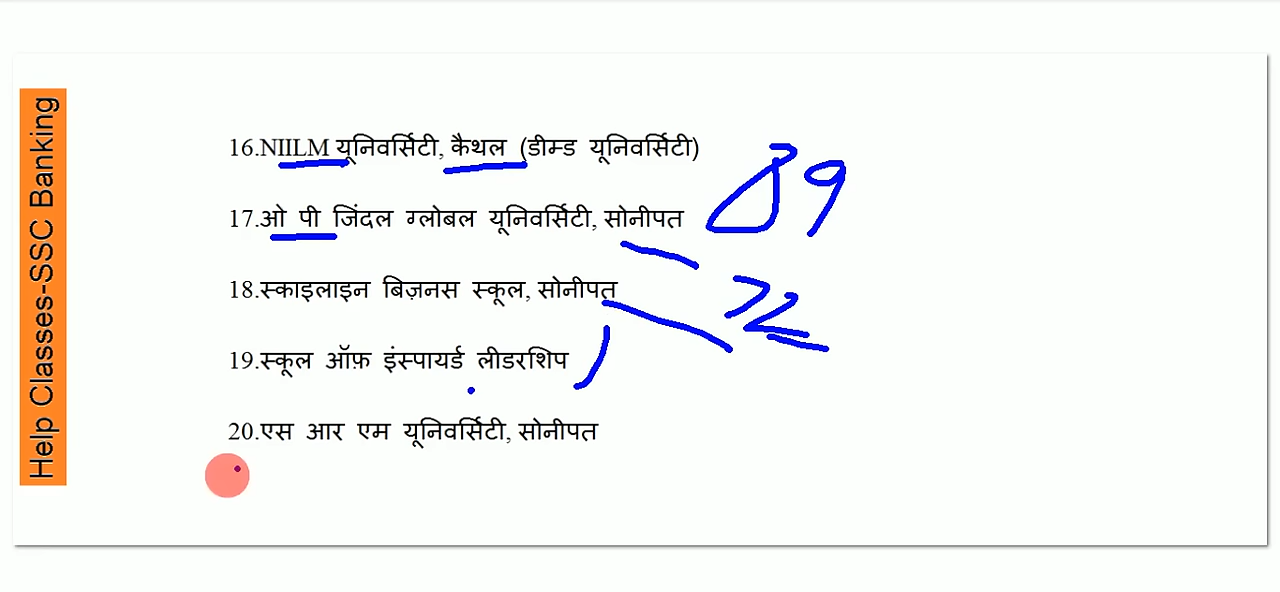 Help Classes-SSC Banking
16.NIILM यूनिवर्सिटी, कैथल (डीम्ड यूनिवर्सिटी)
17.ओ पी जिंदल ग्लोबल यूनिवर्सिटी, सोनीपत
18.स्काइलाइन बिज़नस स्कूल, सोनीपत
19.स्कूल ऑफ़ इंस्पायर्ड लीडरशिप
20.एस आर एम यूनिवर्सिटी, सोनीपत